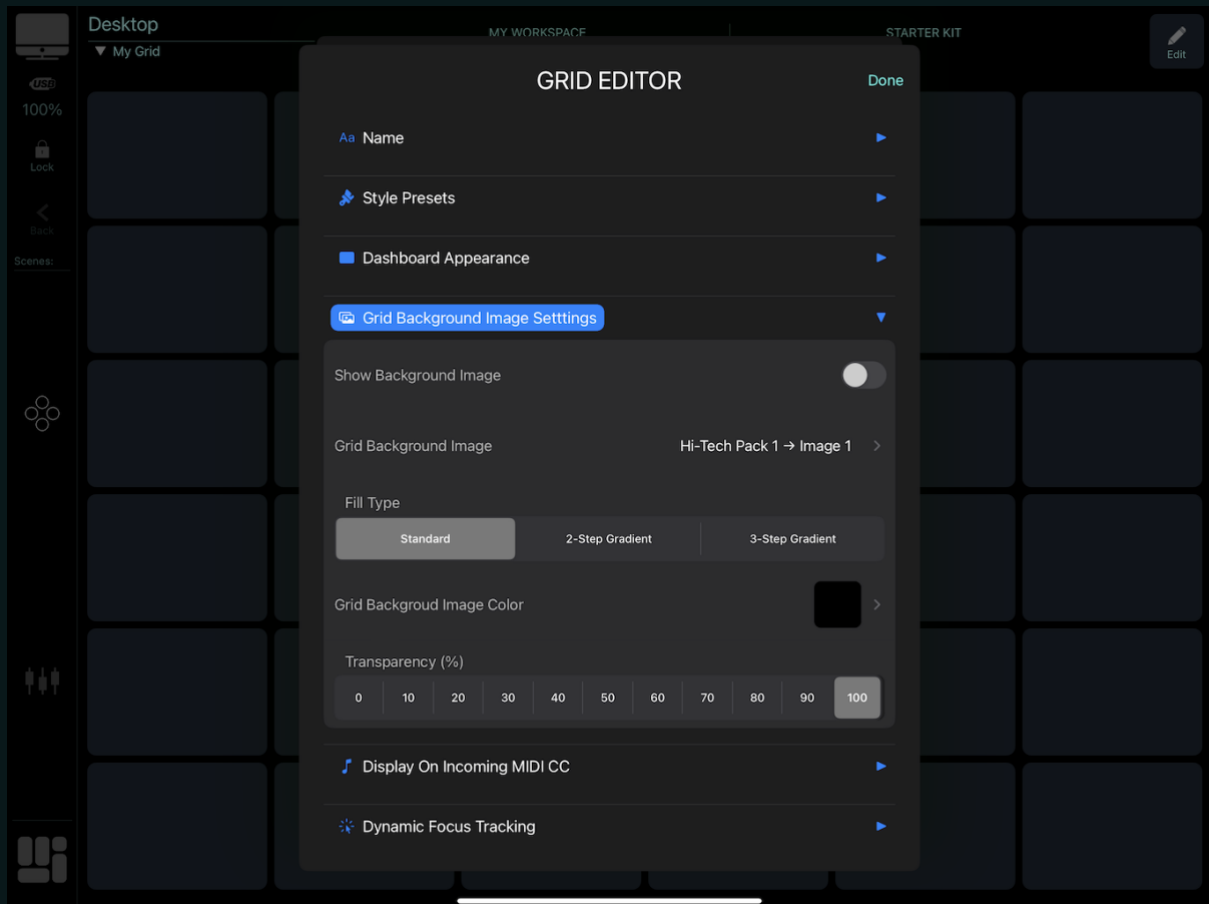 Desktop
▼ My Grid
MY WORKSPACE
STARTER KIT
Edit
USB
100%
Lock
Back
Scenes:
GRID EDITOR
Done
Aa Name
Style Presets
Dashboard Appearance
Grid Background Image Setttings
Show Background Image
Grid Background Image
Hi-Tech Pack 1 → Image 1
Fill Type
Standard 2-Step Gradient 3-Step Gradient
Grid Backgroud Image Color
Transparency (%)
0 10 20 30 40 50 60 70 80 90 100
Display On Incoming MIDI CC
Dynamic Focus Tracking